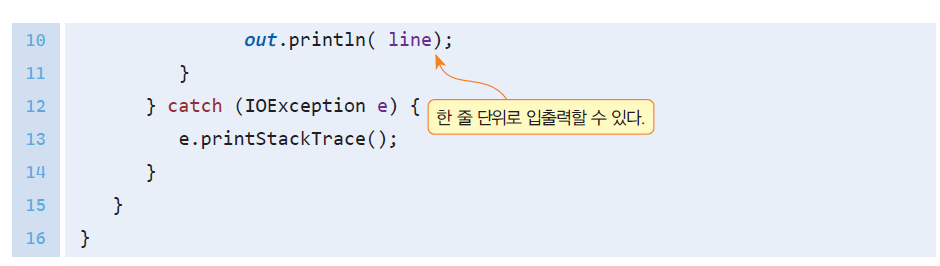 10 out.println( line);
11 }
12 } catch (IOException e) {
한 줄 단위로 입출력할 수 있다.
13 e.printStackTrace();
14 }
15 }
16 }